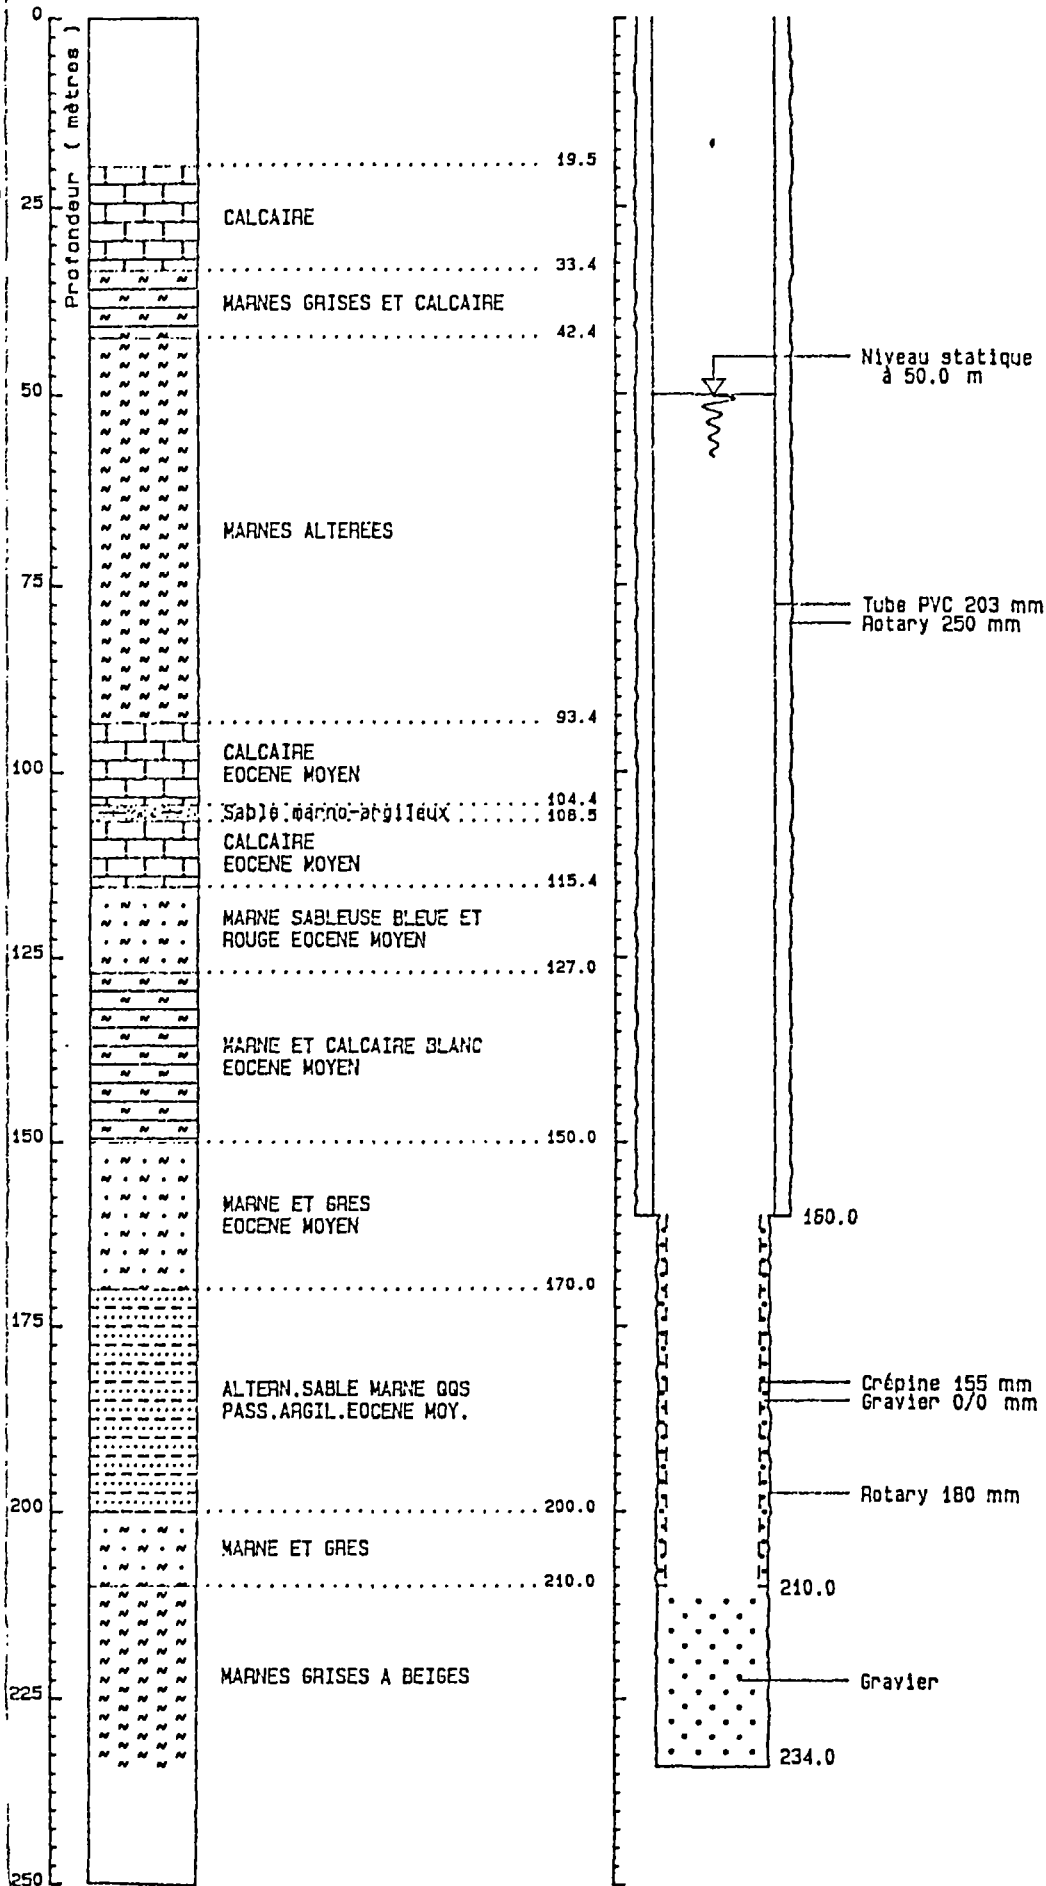 0
Profondeur ( mètres )
19.5
25
CALCAIRE
33.4
MARNES GRISES ET CALCAIRE
42.4
Niveau statique
à 50.0 m
50
MARNES ALTEREES
75
Tube PVC 203 mm
Rotary 250 mm
93.4
CALCAIRE
EOCENE MOYEN
100
104.4
Sable marno-argileux
106.5
CALCAIRE
EOCENE MOYEN
115.4
MARNE SABLEUSE BLEUE ET
ROUGE EOCENE MOYEN
125
127.0
MARNE ET CALCAIRE BLANC
EOCENE MOYEN
150
150.0
MARNE ET GRES
EOCENE MOYEN
160.0
170.0
175
ALTERN.SABLE MARNE QQS
PASS.ARGIL.EOCENE MOY.
Crépine 155 mm
Gravier 0/0 mm
Rotary 180 mm
200
200.0
MARNE ET GRES
210.0
210.0
MARNES GRISES A BEIGES
Gravier
225
234.0
250